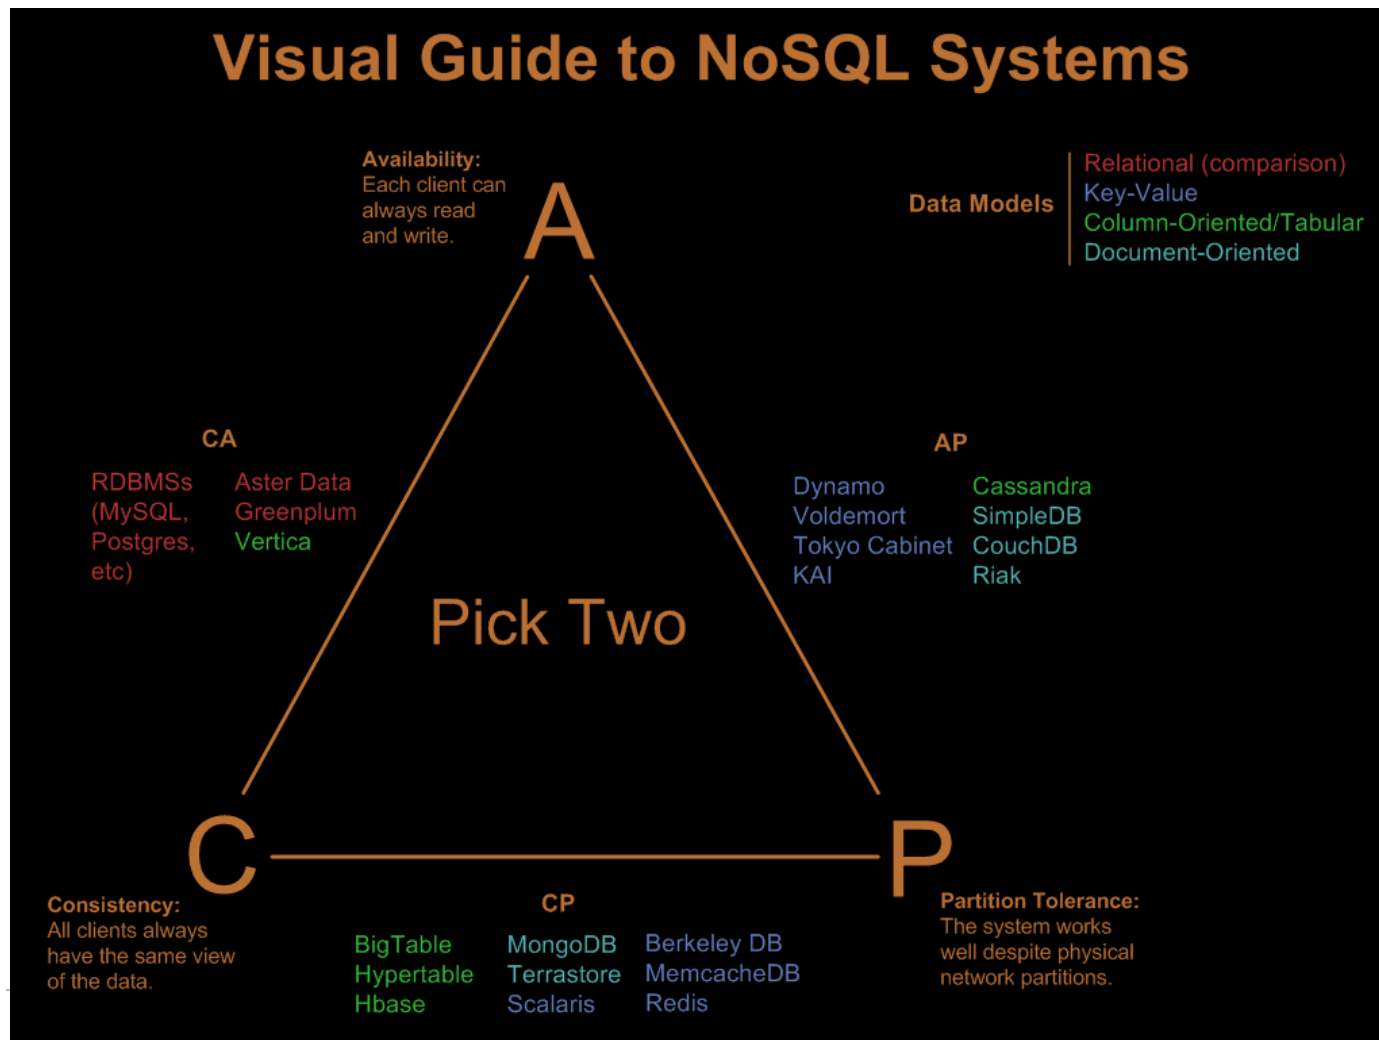 Visual Guide to NoSQL Systems
Availability:
Each client can
always read
and write.
A
Data Models
Relational (comparison)
Key-Value
Column-Oriented/Tabular
Document-Oriented
CA
RDBMSs
(MySQL,
Postgres,
etc)
Aster Data
Greenplum
Vertica
AP
Dynamo
Voldemort
Tokyo Cabinet
KAI
Cassandra
SimpleDB
CouchDB
Riak
Pick Two
C
P
Consistency:
All clients always
have the same view
of the data.
CP
BigTable
Hypertable
Hbase
MongoDB
Terrastore
Scalaris
Berkeley DB
MemcacheDB
Redis
Partition Tolerance:
The system works
well despite physical
network partitions.